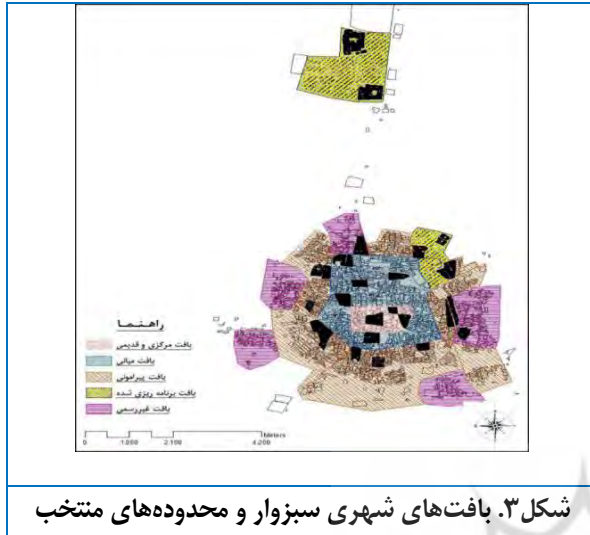 راهنما
بافت مرکزی و قدیمی
بافت میانی
بافت پیرامونی
بافت برنامه ریزی شده
بافت غیررسمی
0 1.050 2.100 4.200
Meters
شکل۳. بافت‌های شهری سبزوار و محدوده‌های منتخب